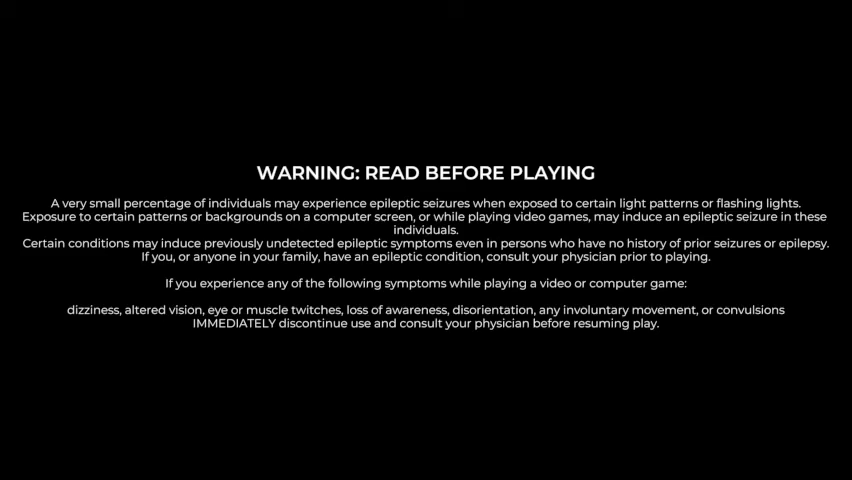 WARNING: READ BEFORE PLAYING
A very small percentage of individuals may experience epileptic seizures when exposed to certain light patterns or flashing lights.
Exposure to certain patterns or backgrounds on a computer screen, or while playing video games, may induce an epileptic seizure in these
individuals.
Certain conditions may induce previously undetected epileptic symptoms even in persons who have no history of prior seizures or epilepsy.
If you, or anyone in your family, have an epileptic condition, consult your physician prior to playing.
If you experience any of the following symptoms while playing a video or computer game:
dizziness, altered vision, eye or muscle twitches, loss of awareness, disorientation, any involuntary movement, or convulsions
IMMEDIATELY discontinue use and consult your physician before resuming play.